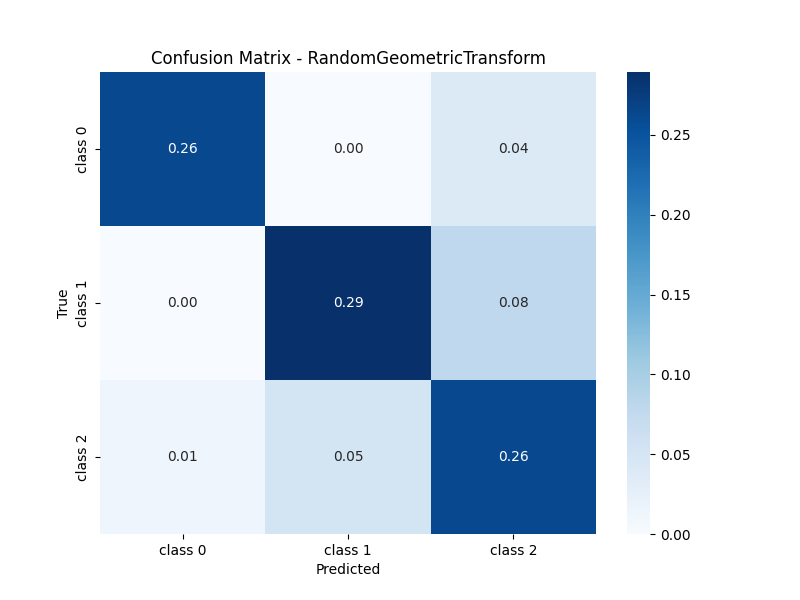 Confusion Matrix - RandomGeometricTransform
True
class 0
0.26 0.00 0.04
class 1
0.00 0.29 0.08
class 2
0.01 0.05 0.26
class 0 class 1 class 2
Predicted
0.25
0.20
0.15
0.10
0.05
0.00